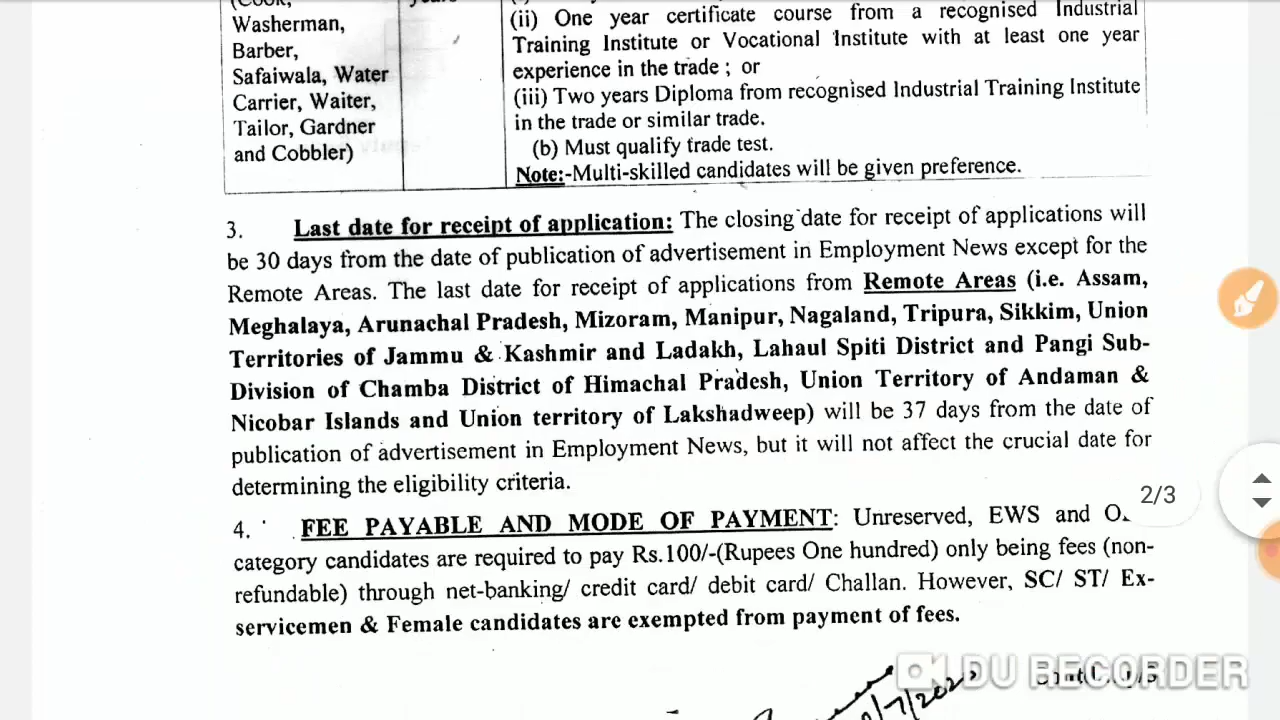 (Cook,
Washerman,
Barber,
Safaiwala, Water
Carrier, Waiter,
Tailor, Gardner
and Cobbler)
years
(ii) One year certificate course from a recognised Industrial
Training Institute or Vocational Institute with at least one year
experience in the trade ; or
(iii) Two years Diploma from recognised Industrial Training Institute
in the trade or similar trade.
(b) Must qualify trade test.
Note:-Multi-skilled candidates will be given preference.
3. Last date for receipt of application: The closing date for receipt of applications will
be 30 days from the date of publication of advertisement in Employment News except for the
Remote Areas. The last date for receipt of applications from Remote Areas (i.e. Assam,
Meghalaya, Arunachal Pradesh, Mizoram, Manipur, Nagaland, Tripura, Sikkim, Union
Territories of Jammu & Kashmir and Ladakh, Lahaul Spiti District and Pangi Sub-
Division of Chamba District of Himachal Pradesh, Union Territory of Andaman &
Nicobar Islands and Union territory of Lakshadweep) will be 37 days from the date of
publication of advertisement in Employment News, but it will not affect the crucial date for
determining the eligibility criteria.
2/3
4. FEE PAYABLE AND MODE OF PAYMENT: Unreserved, EWS and
category candidates are required to pay Rs.100/-(Rupees One hundred) only being fees (non-
refundable) through net-banking/ credit card/ debit card/ Challan. However, SC/ ST/ Ex-
servicemen & Female candidates are exempted from payment of fees.
DU RECORDER